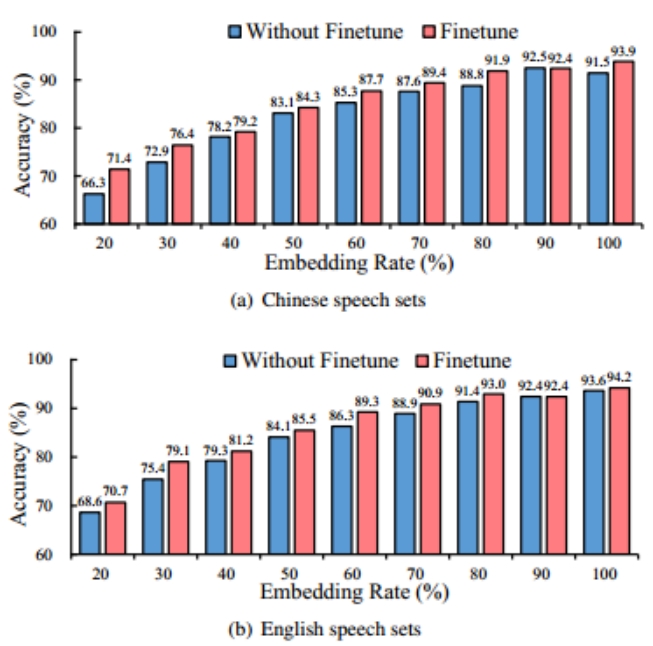 Without Finetune Finetune
100
90
80
70
60
Accuracy (%)
66.3 71.4 72.9 76.4 78.2 79.2 83.1 84.3 85.3 87.7 87.6 89.4 88.8 91.9 92.5 92.4 91.5 93.9
20 30 40 50 60 70 80 90 100
Embedding Rate (%)
(a) Chinese speech sets
Without Finetune Finetune
100
90
80
70
60
Accuracy (%)
68.6 70.7 75.4 79.1 79.3 81.2 84.1 85.5 86.3 89.3 88.9 90.9 91.4 93.0 92.4 92.4 93.6 94.2
20 30 40 50 60 70 80 90 100
Embedding Rate (%)
(b) English speech sets